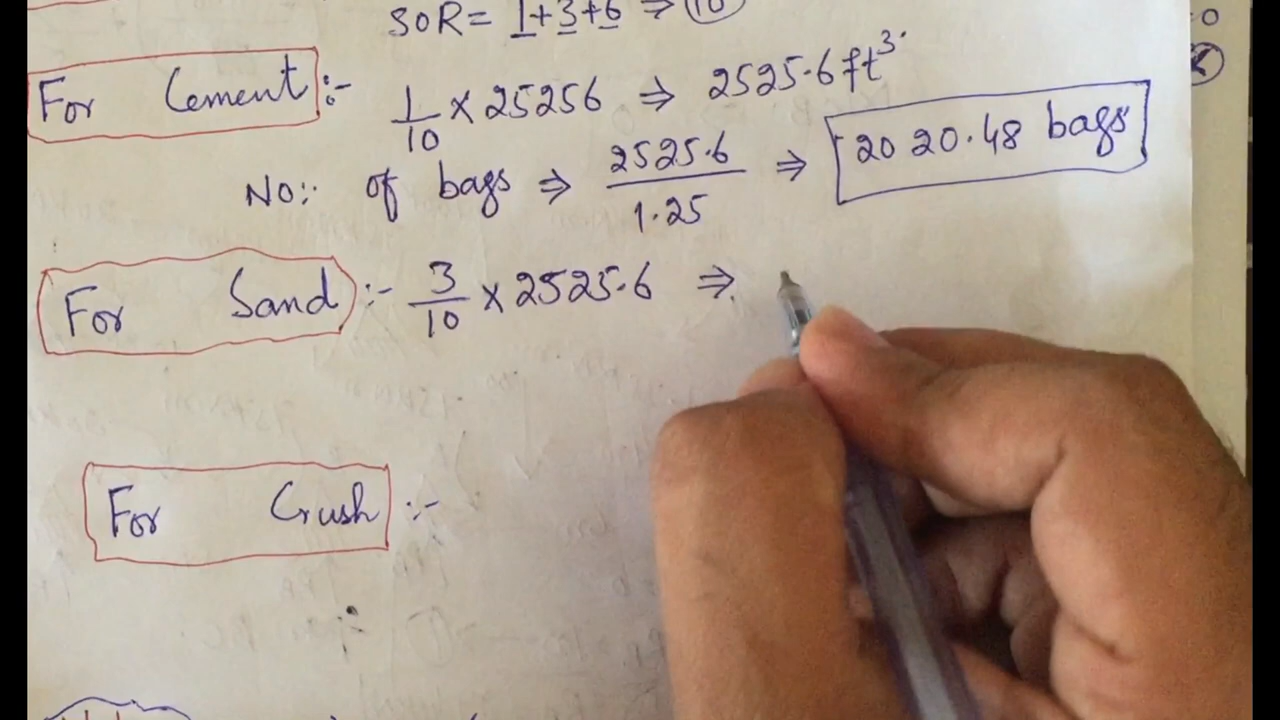 SOR = 1+3+6 ⇒ 10
For Cement :- 1/10 × 25256 ⇒ 2525.6 ft³.
No:. of bags ⇒ 2525.6/1.25 ⇒ 2020.48 bags
For Sand :- 3/10 × 2525.6 ⇒
For Crush :-